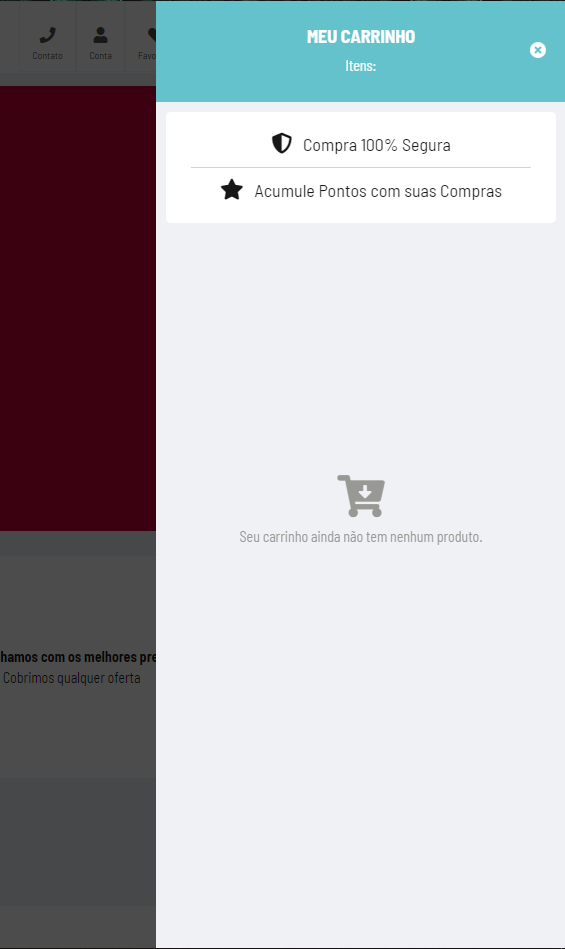 MEU CARRINHO
Itens:
Compra 100% Segura
Acumule Pontos com suas Compras
Seu carrinho ainda não tem nenhum produto.
Contato
Conta
Favo
hamos com os melhores pre
Cobrimos qualquer oferta